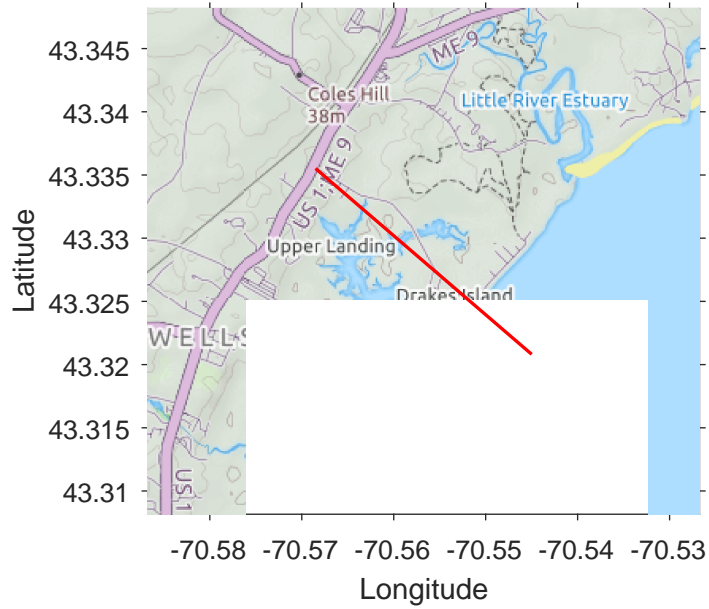 43.345
43.34
43.335
43.33
43.325
43.32
43.315
43.31
Latitude
ME 9
Coles Hill
38m
Little River Estuary
US 1;ME 9
Upper Landing
Drakes Island
WELLS
US 1
-70.58 -70.57 -70.56 -70.55 -70.54 -70.53
Longitude